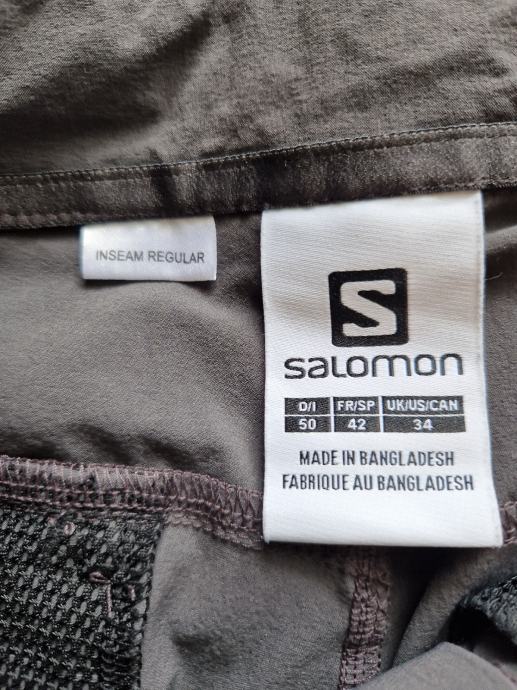 INSEAM REGULAR
S
SALOMON
D/I FR/SP UK/US/CAN
50 42 34
MADE IN BANGLADESH
FABRIQUE AU BANGLADESH